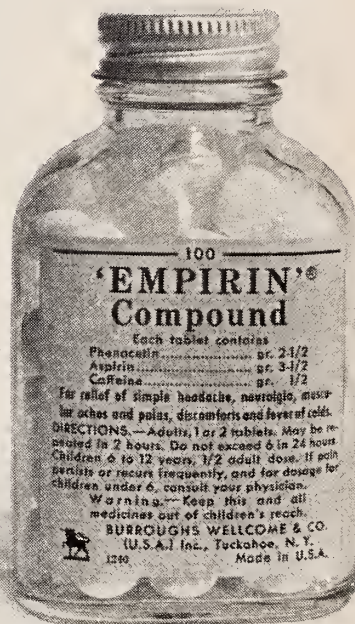 100
'EMPIRIN'®
Compound
Each tablet contains
Phenacetin.................gr. 2-1/2
Aspirin......................gr. 3-1/2
Caffeine.....................gr. 1/2
For relief of simple headache, neuralgia, muscu-
lar aches and pains, discomforts and fever of colds.
DIRECTIONS.—Adults, 1 or 2 tablets. May be re-
peated in 2 hours. Do not exceed 6 in 24 hours.
Children 6 to 12 years, 1/2 adult dose. If pain
persists or recurs frequently, and for dosage for
children under 6, consult your physician.
Warning.—Keep this and all
medicines out of children's reach.
BURROUGHS WELLCOME & CO.
(U.S.A.) Inc., Tuckahoe, N. Y.
1240 Made in U.S.A.